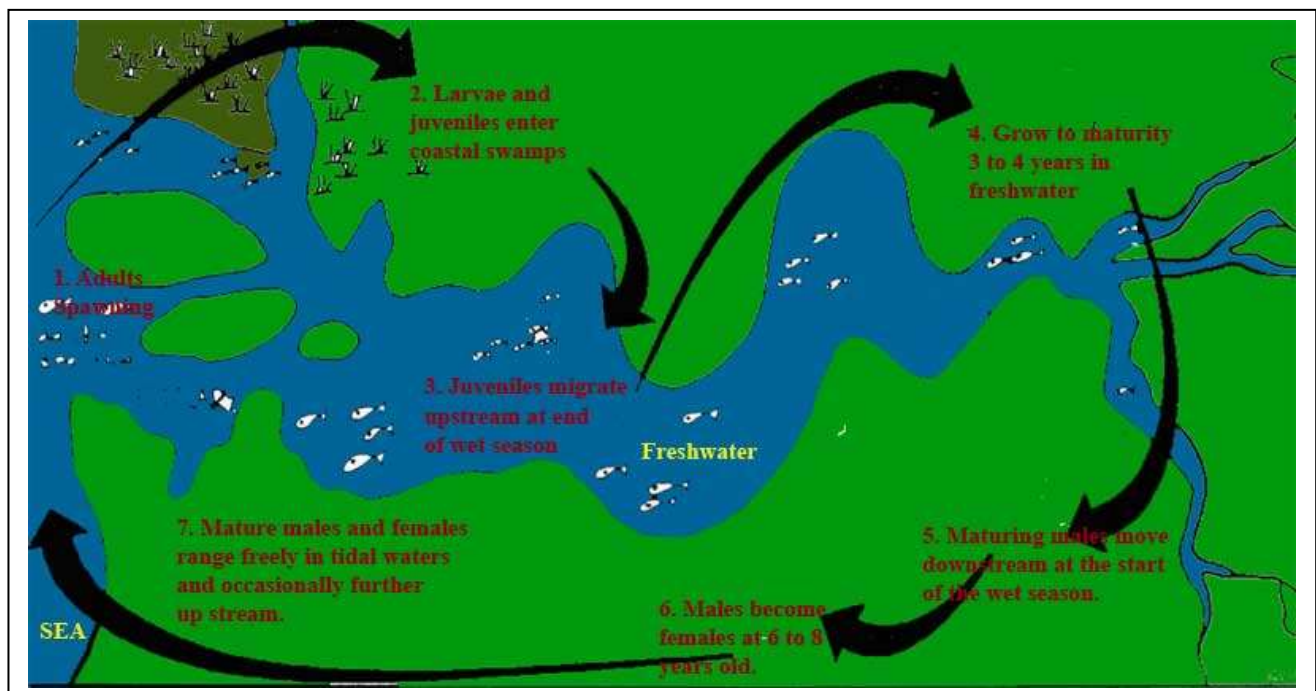 1. Adults
Spawning
2. Larvae and
juveniles enter
coastal swamps
3. Juveniles migrate
upstream at end
of wet season
4. Grow to maturity
3 to 4 years in
freshwater
5. Maturing males move
downstream at the start
of the wet season.
6. Males become
females at 6 to 8
years old.
7. Mature males and females
range freely in tidal waters
and occasionally further
up stream.
Freshwater
SEA